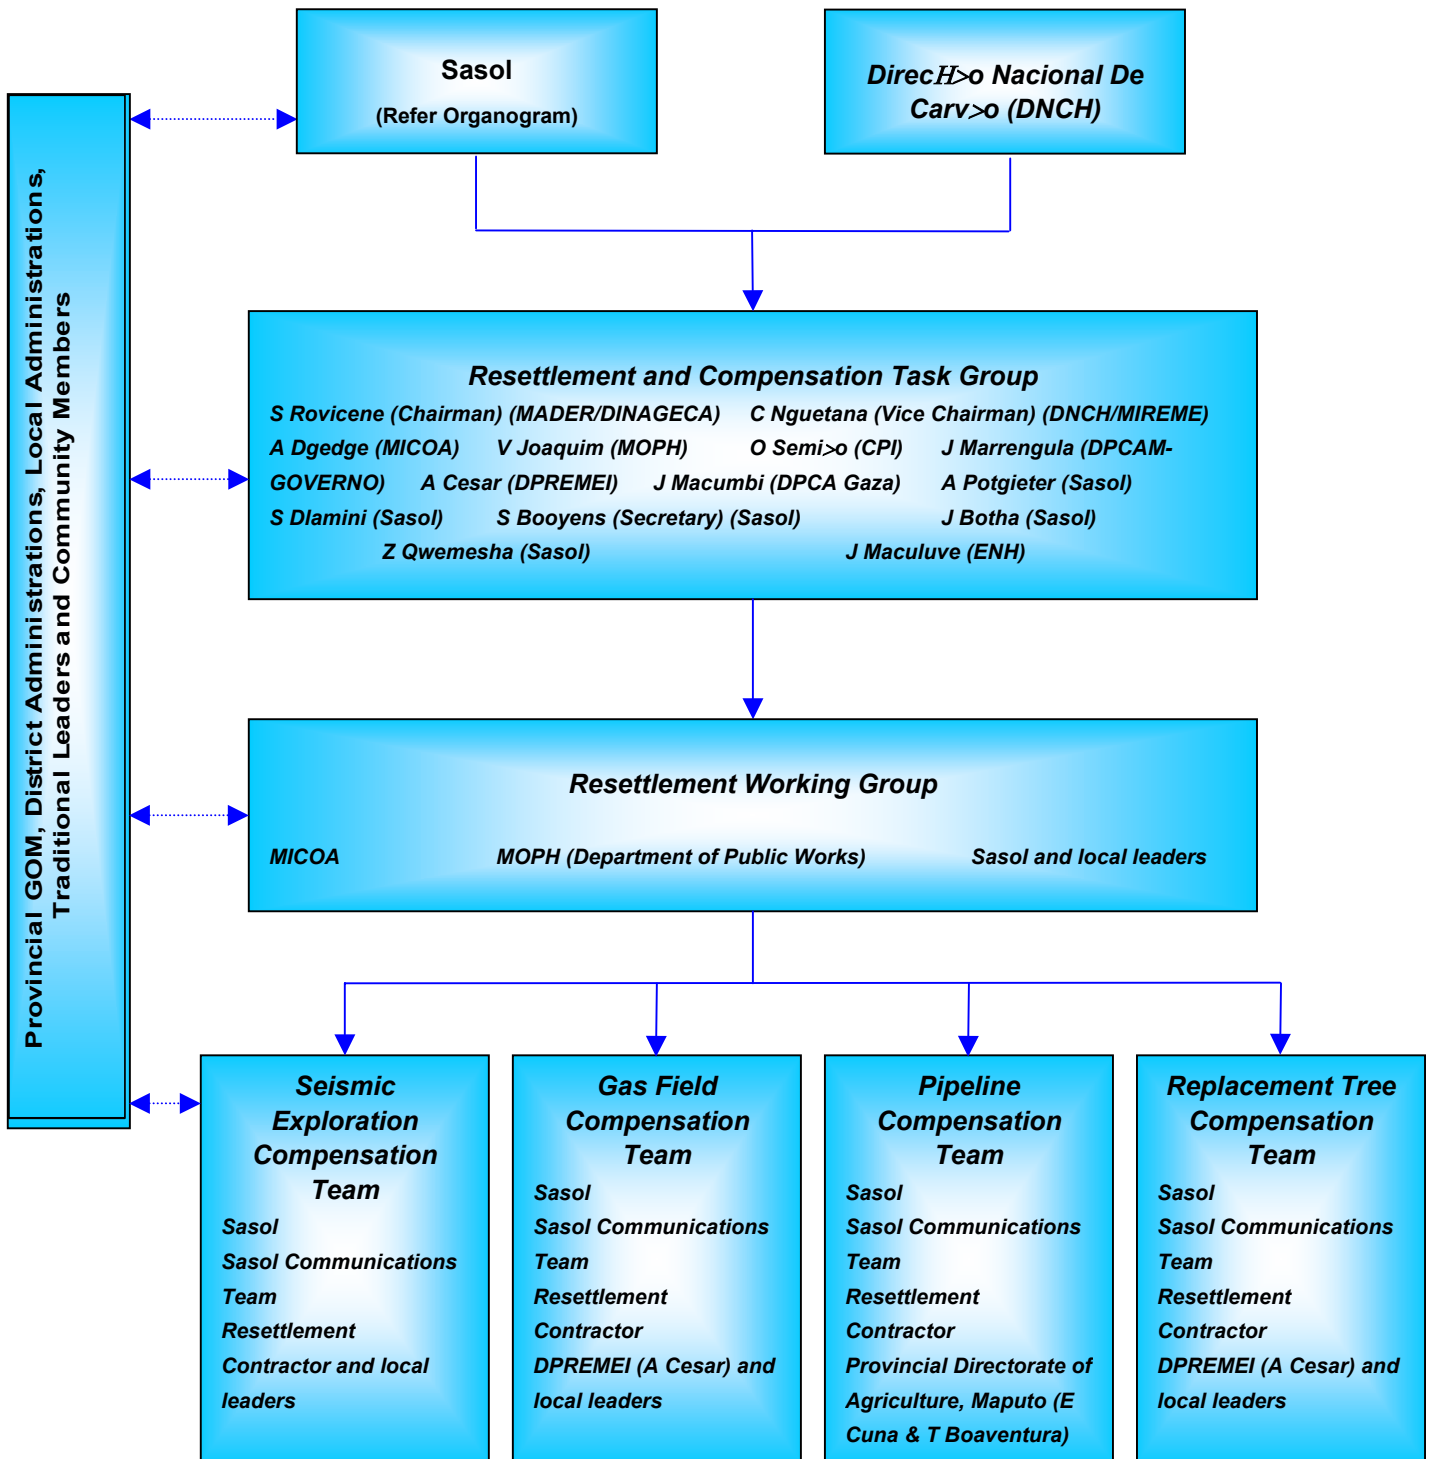 Sasol
(Refer Organogram)
DirecH>o Nacional De
Carv>o (DNCH)
Provincial GOM, District Administrations, Local Administrations,
Traditional Leaders and Community Members
Resettlement and Compensation Task Group
S Rovicene (Chairman) (MADER/DINAGECA) C Nguetana (Vice Chairman) (DNCH/MIREME)
A Dgedge (MICOA) V Joaquim (MOPH) O Semi>o (CPI) J Marrengula (DPCAM-
GOVERNO) A Cesar (DPREMEI) J Macumbi (DPCA Gaza) A Potgieter (Sasol)
S Dlamini (Sasol) S Booyens (Secretary) (Sasol) J Botha (Sasol)
Z Qwemesha (Sasol) J Maculuve (ENH)
Resettlement Working Group
MICOA MOPH (Department of Public Works) Sasol and local leaders
Seismic
Exploration
Compensation
Team
Sasol
Sasol Communications
Team
Resettlement
Contractor and local
leaders
Gas Field
Compensation
Team
Sasol
Sasol Communications
Team
Resettlement
Contractor
DPREMEI (A Cesar) and
local leaders
Pipeline
Compensation
Team
Sasol
Sasol Communications
Team
Resettlement
Contractor
Provincial Directorate of
Agriculture, Maputo (E
Cuna & T Boaventura)
Replacement Tree
Compensation
Team
Sasol
Sasol Communications
Team
Resettlement
Contractor
DPREMEI (A Cesar) and
local leaders